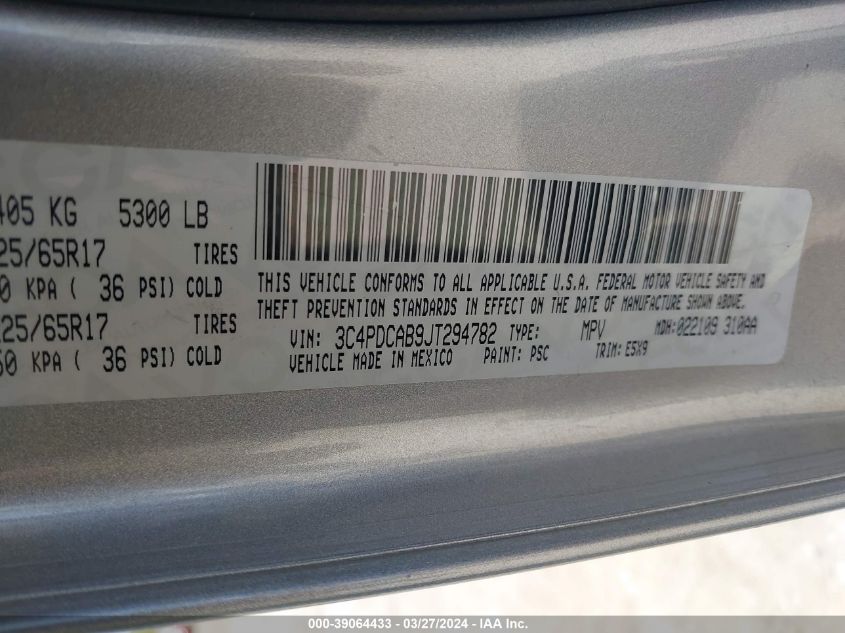 405 KG 5300 LB
25/65R17 TIRES
0 KPA ( 36 PSI) COLD
25/65R17 TIRES
50 KPA ( 36 PSI) COLD
THIS VEHICLE CONFORMS TO ALL APPLICABLE U.S.A. FEDERAL MOTOR VEHICLE SAFETY AND
THEFT PREVENTION STANDARDS IN EFFECT ON THE DATE OF MANUFACTURE SHOWN ABOVE.
VIN: 3C4PDCAB9JT294782 TYPE: MPV MDH:022109 310AA
VEHICLE MADE IN MEXICO PAINT: PSC TRIM: E5X9
000-39064433 - 03/27/2024 - IAA Inc.